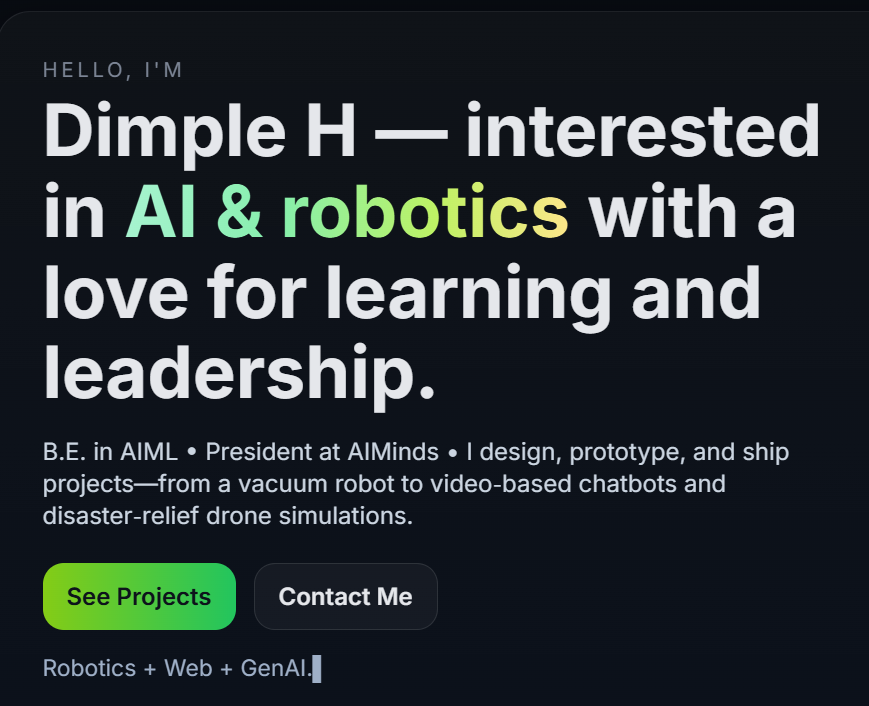 HELLO, I'M
Dimple H — interested
in AI & robotics with a
love for learning and
leadership.
B.E. in AIML • President at AIMinds • I design, prototype, and ship
projects—from a vacuum robot to video-based chatbots and
disaster-relief drone simulations.
See Projects
Contact Me
Robotics + Web + GenAI.